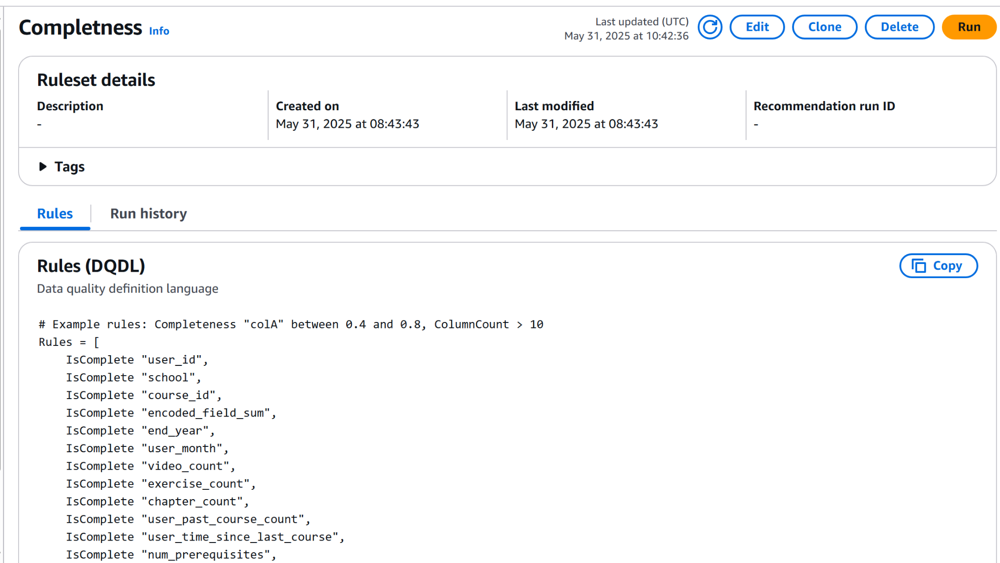 Completness Info
Last updated (UTC)
May 31, 2025 at 10:42:36
Edit
Clone
Delete
Run
Ruleset details
Description
-
Created on
May 31, 2025 at 08:43:43
Last modified
May 31, 2025 at 08:43:43
Recommendation run ID
-
Tags
Rules
Run history
Rules (DQDL)
Copy
Data quality definition language
# Example rules: Completeness "colA" between 0.4 and 0.8, ColumnCount > 10
Rules = [
    IsComplete "user_id",
    IsComplete "school",
    IsComplete "course_id",
    IsComplete "encoded_field_sum",
    IsComplete "end_year",
    IsComplete "user_month",
    IsComplete "video_count",
    IsComplete "exercise_count",
    IsComplete "chapter_count",
    IsComplete "user_past_course_count",
    IsComplete "user_time_since_last_course",
    IsComplete "num_prerequisites",